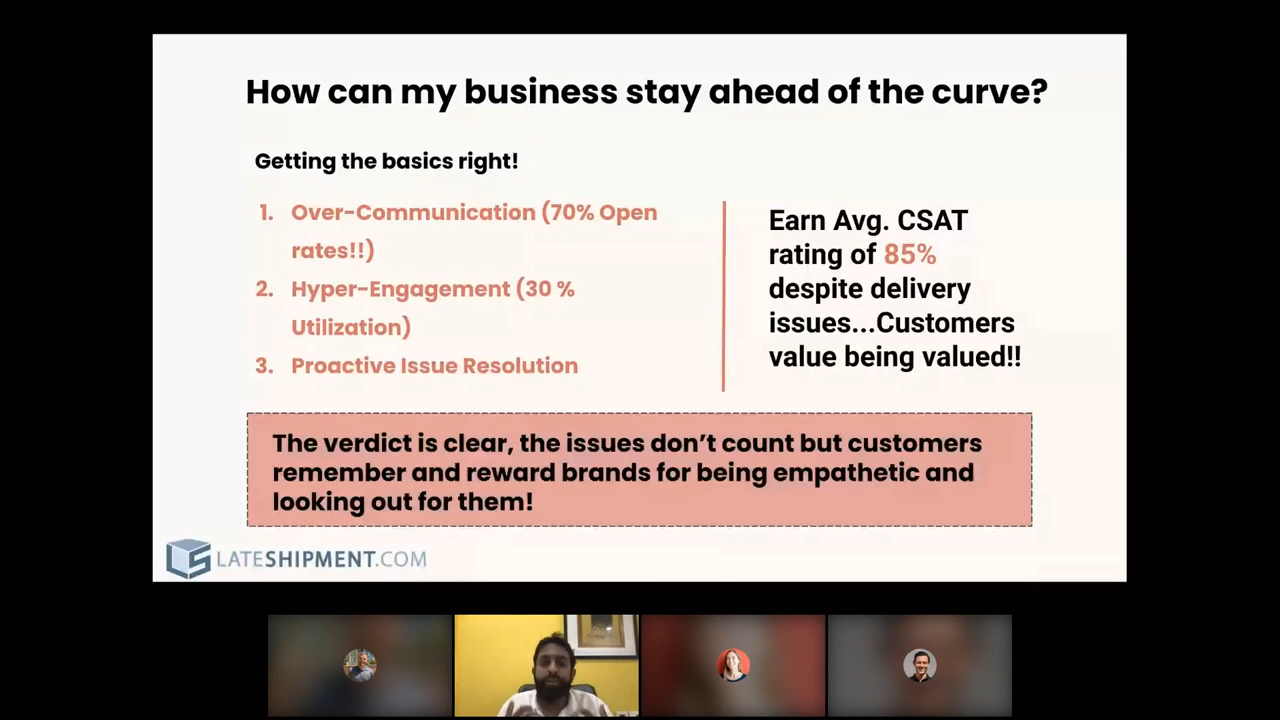 How can my business stay ahead of the curve?
Getting the basics right!
1. Over-Communication (70% Open
rates!!)
2. Hyper-Engagement (30 %
Utilization)
3. Proactive Issue Resolution
Earn Avg. CSAT
rating of 85%
despite delivery
issues...Customers
value being valued!!
The verdict is clear, the issues don’t count but customers
remember and reward brands for being empathetic and
looking out for them!
LATESHIPMENT.COM